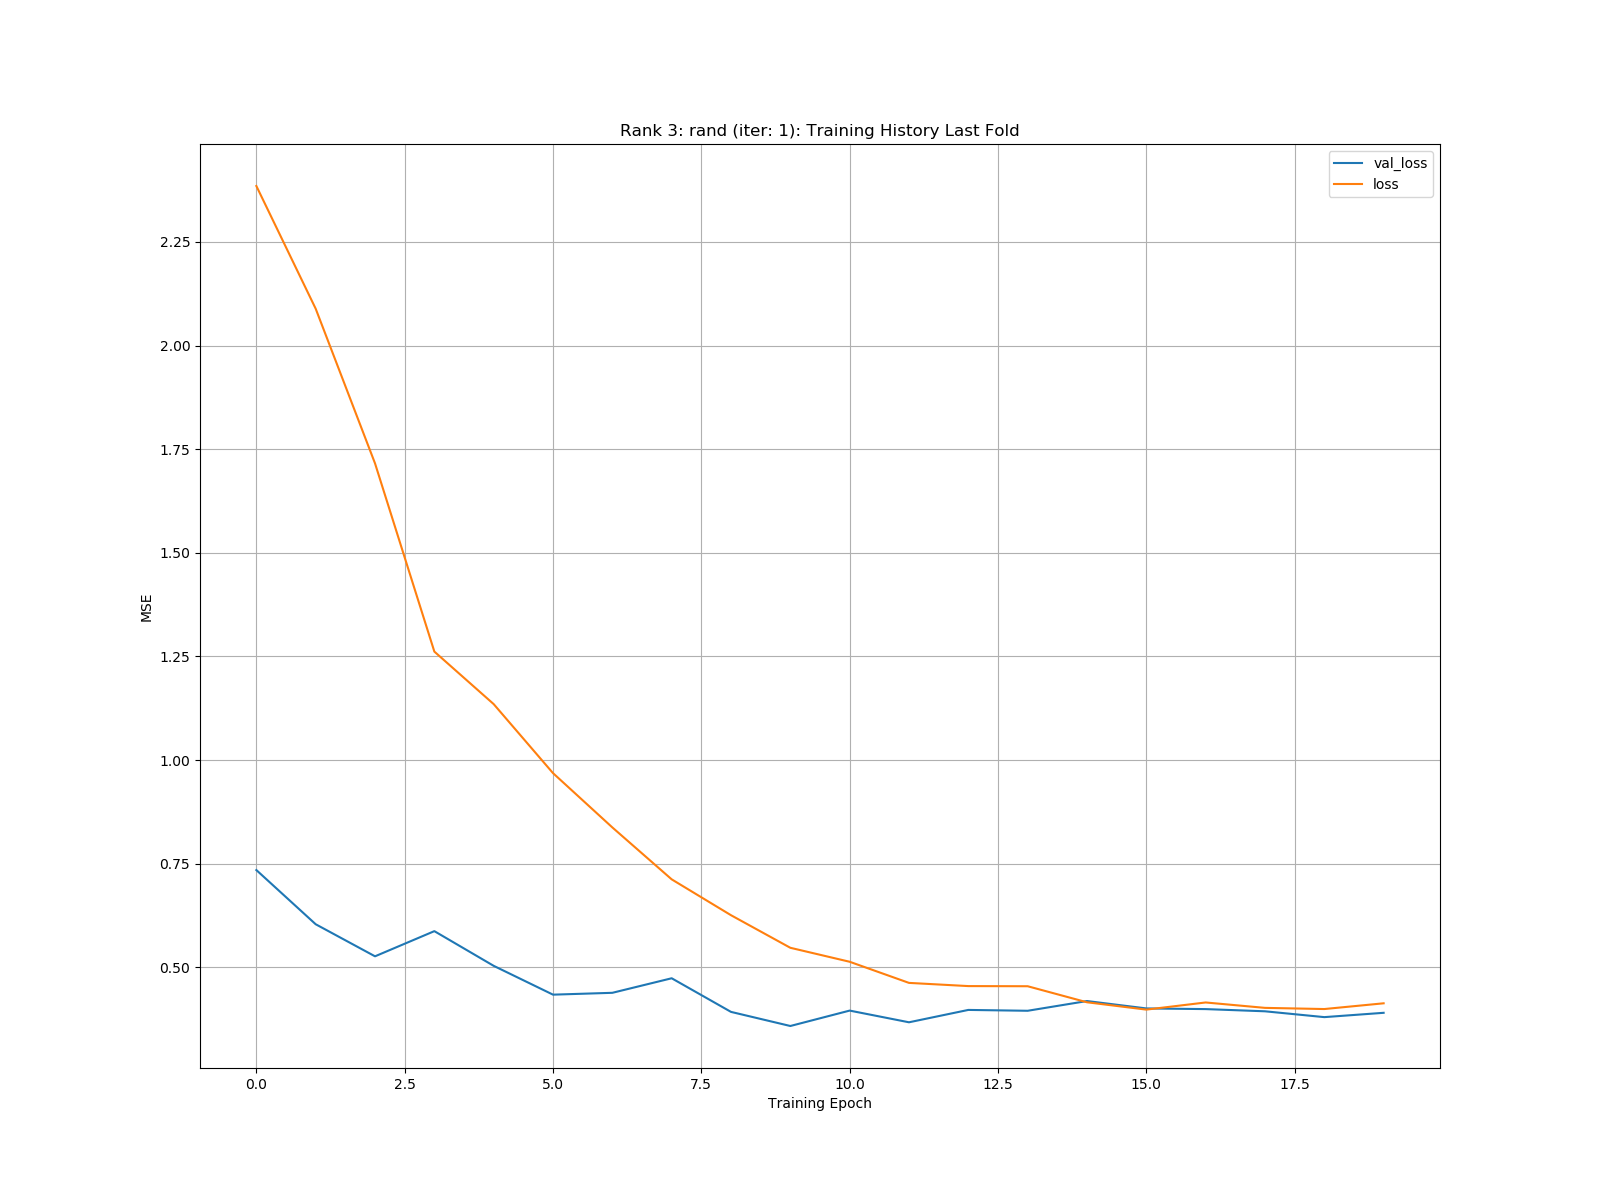 Rank 3: rand (iter: 1): Training History Last Fold
val_loss
loss
2.25
2.00
1.75
1.50
1.25
1.00
0.75
0.50
MSE
0.0 2.5 5.0 7.5 10.0 12.5 15.0 17.5
Training Epoch